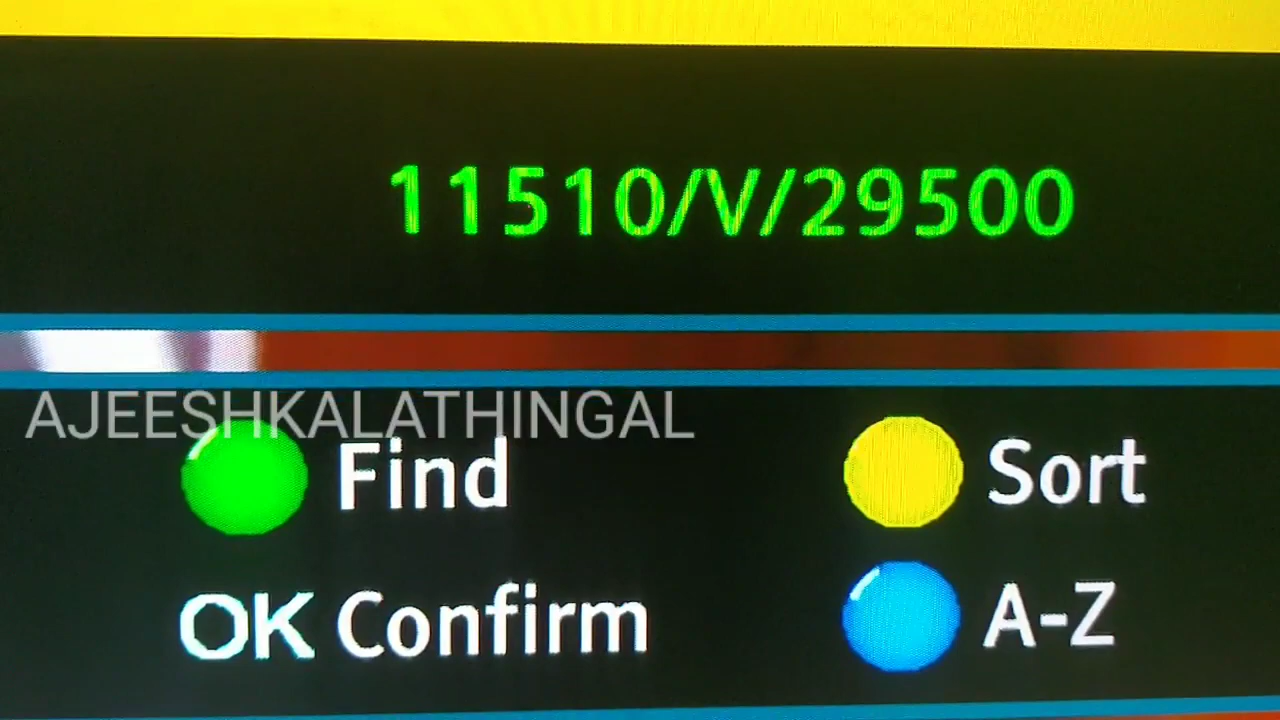 11510/V/29500
AJEESHKALATHINGAL
Find
Sort
OK Confirm
A-Z